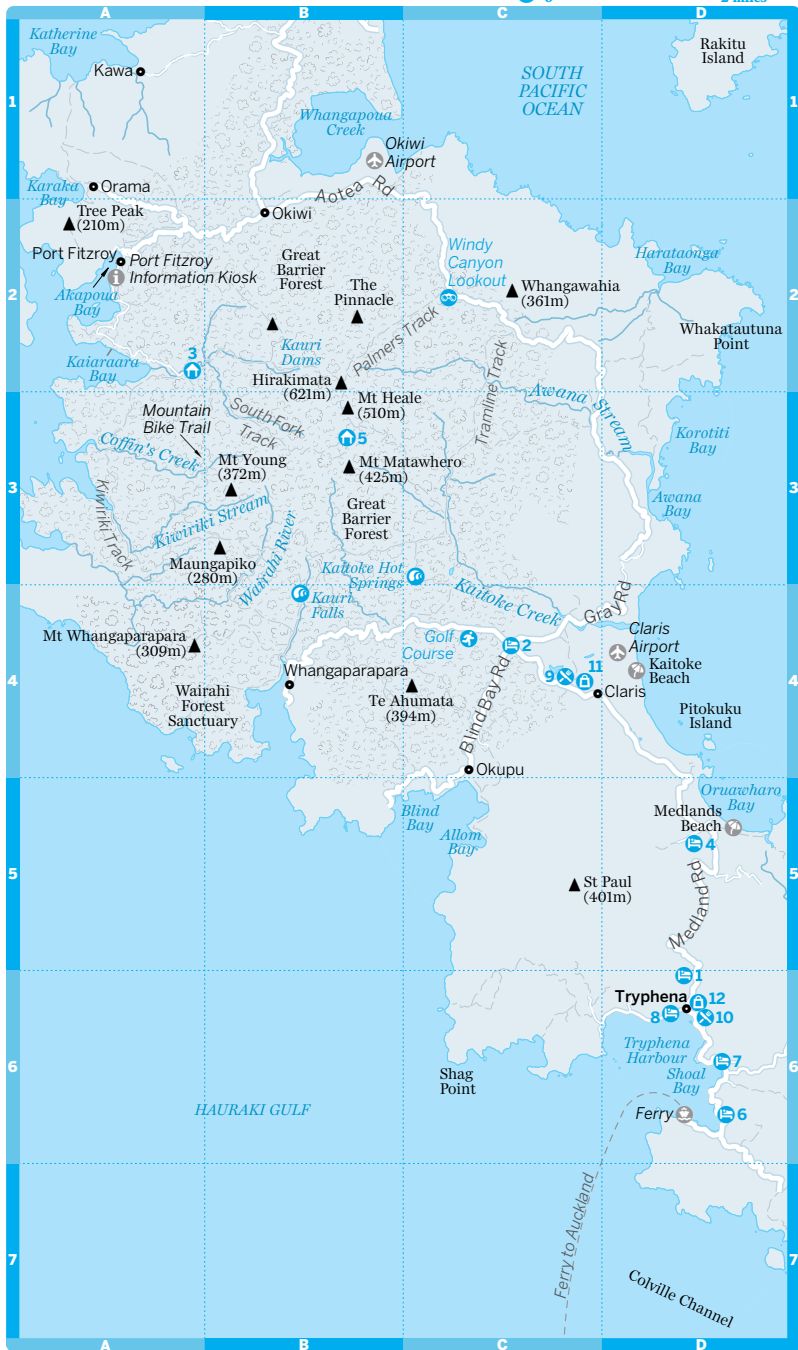 6
2 miles
A
B
C
D
Katherine
Bay
Kawa
Rakitu
Island
SOUTH
PACIFIC
OCEAN
1
1
Whangapoua
Creek
Okiwi
Airport
Karaka
Bay
Orama
Aotea Rd
Tree Peak
(210m)
Okiwi
Port Fitzroy
Port Fitzroy
Information Kiosk
Akapoua
Bay
Great
Barrier
Forest
The
Pinnacle
Windy
Canyon
Lookout
Harataonga
Bay
Whangawahia
(361m)
2
2
Whakatautuna
Point
3
Kaiaraara
Bay
Kauri
Dams
Palmers Track
Hirakimata
(621m)
Mt Heale
(510m)
Tramline Track
Awana Stream
Mountain
Bike Trail
South Fork
Track
5
Korotiti
Bay
Coffin's Creek
Mt Young
(372m)
Mt Matawhero
(425m)
3
3
Kiwiriki Track
Kiwiriki Stream
Great
Barrier
Forest
Awana
Bay
Maungapiko
(280m)
Wairahi River
Kaitoke Hot
Springs
Kauri
Falls
Kaitoke Creek
Gray Rd
Mt Whangaparapara
(309m)
Golf
Course
2
Claris
Airport
Kaitoke
Beach
Whangaparapara
9
11
Claris
4
4
Wairahi
Forest
Sanctuary
Te Ahumata
(394m)
Blind Bay Rd
Pitokuku
Island
Okupu
Oruawharo
Bay
Blind
Bay
Allom
Bay
Medlands
Beach
4
5
5
St Paul
(401m)
Medland Rd
1
Tryphena
12
8
10
Tryphena
Harbour
7
6
6
Shag
Point
Shoal
Bay
HAURAKI GULF
Ferry
6
Ferry to Auckland
7
7
Colville Channel
A
B
C
D